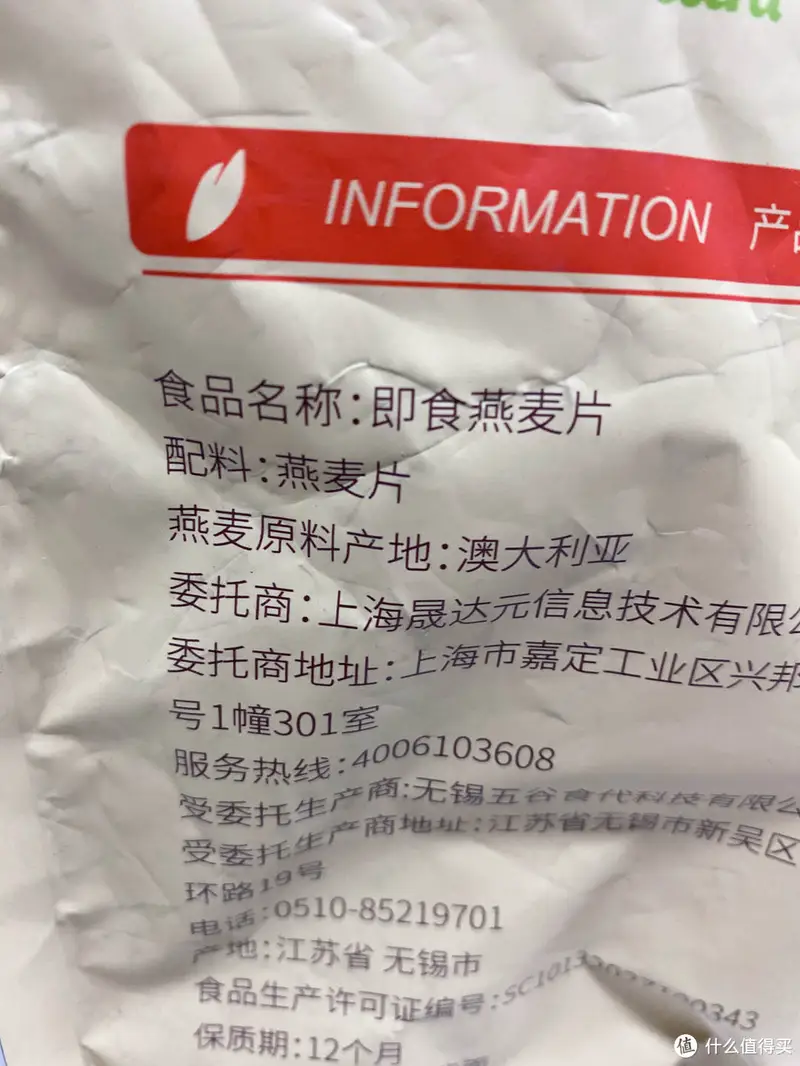 INFORMATION 产品
食品名称:即食燕麦片
配料:燕麦片
燕麦原料产地:澳大利亚
委托商:上海晟达元信息技术有限公
委托商地址:上海市嘉定工业区兴邦
号1幢301室
服务热线:4006103608
受委托生产商:无锡五谷食代科技有限公
受委托生产商地址:江苏省无锡市新吴区
环路19号
电话:0510-85219701
产地:江苏省 无锡市
食品生产许可证编号:
保质期:12个月
值 什么值得买